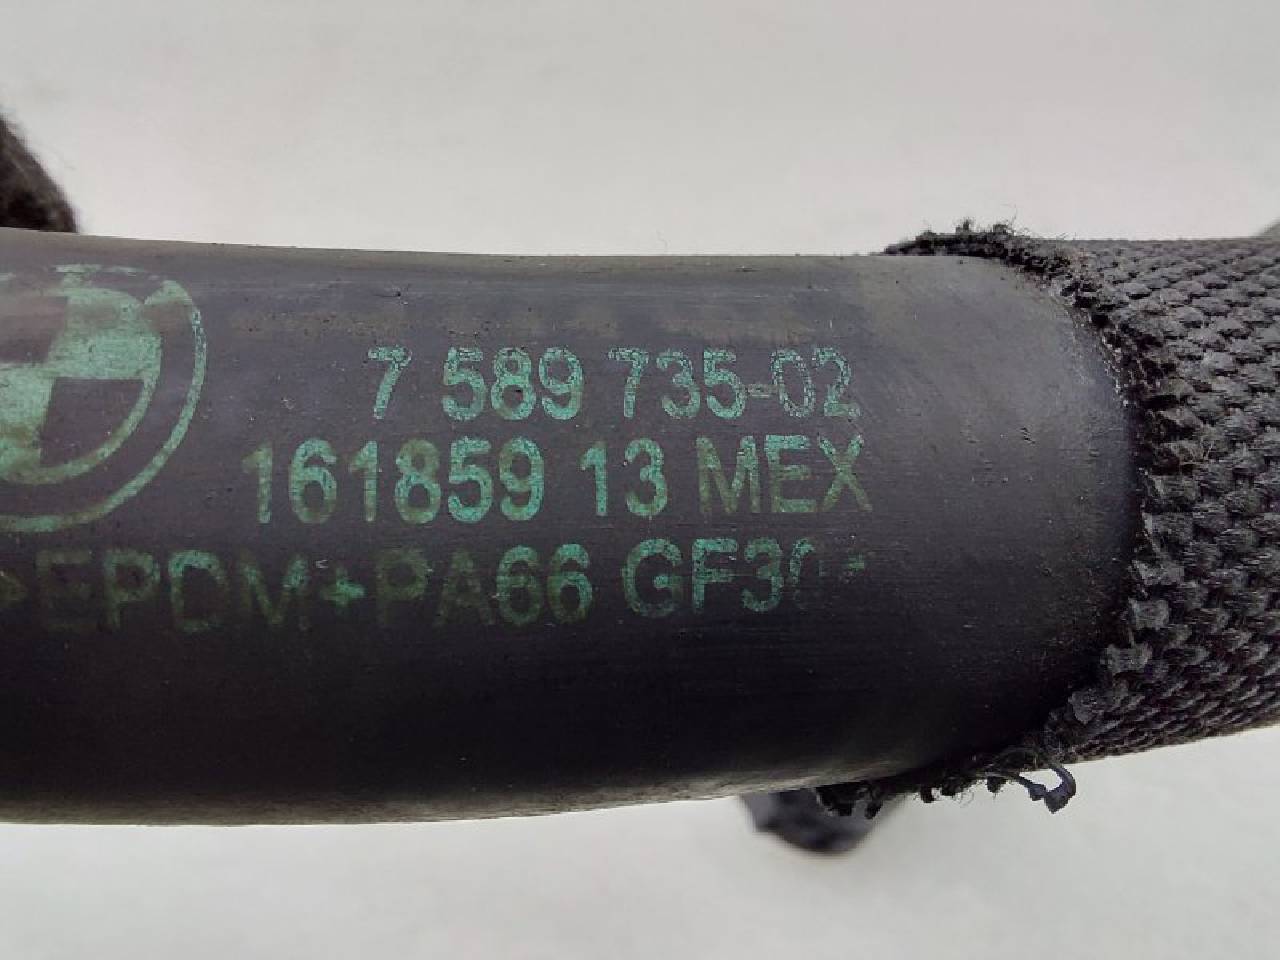 7 589 735-02
161859 13 MEX
>EPDM+PA66 GF30<